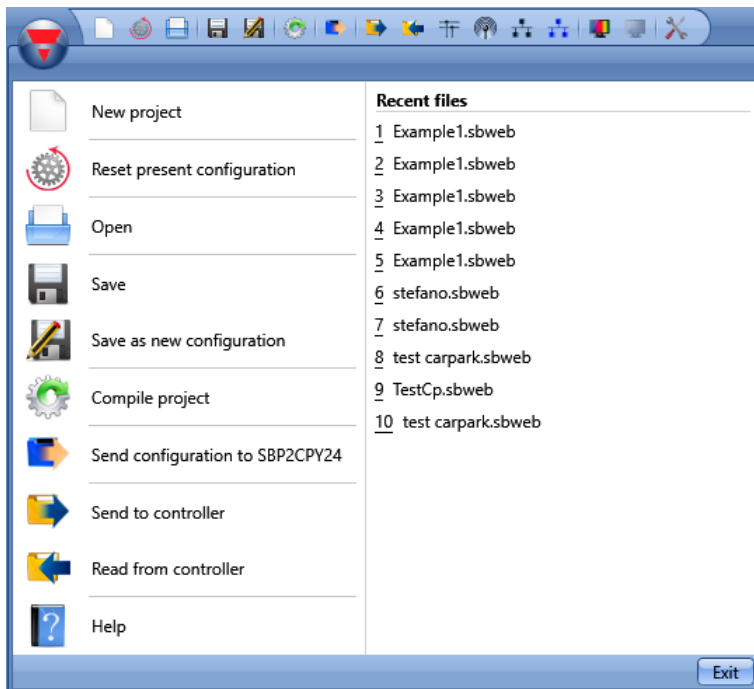 New project
Reset present configuration
Open
Save
Save as new configuration
Compile project
Send configuration to SBP2CPY24
Send to controller
Read from controller
?
Help
Recent files
1 Example1.sbweb
2 Example1.sbweb
3 Example1.sbweb
4 Example1.sbweb
5 Example1.sbweb
6 stefano.sbweb
7 stefano.sbweb
8 test carpark.sbweb
9 TestCp.sbweb
10 test carpark.sbweb
Exit